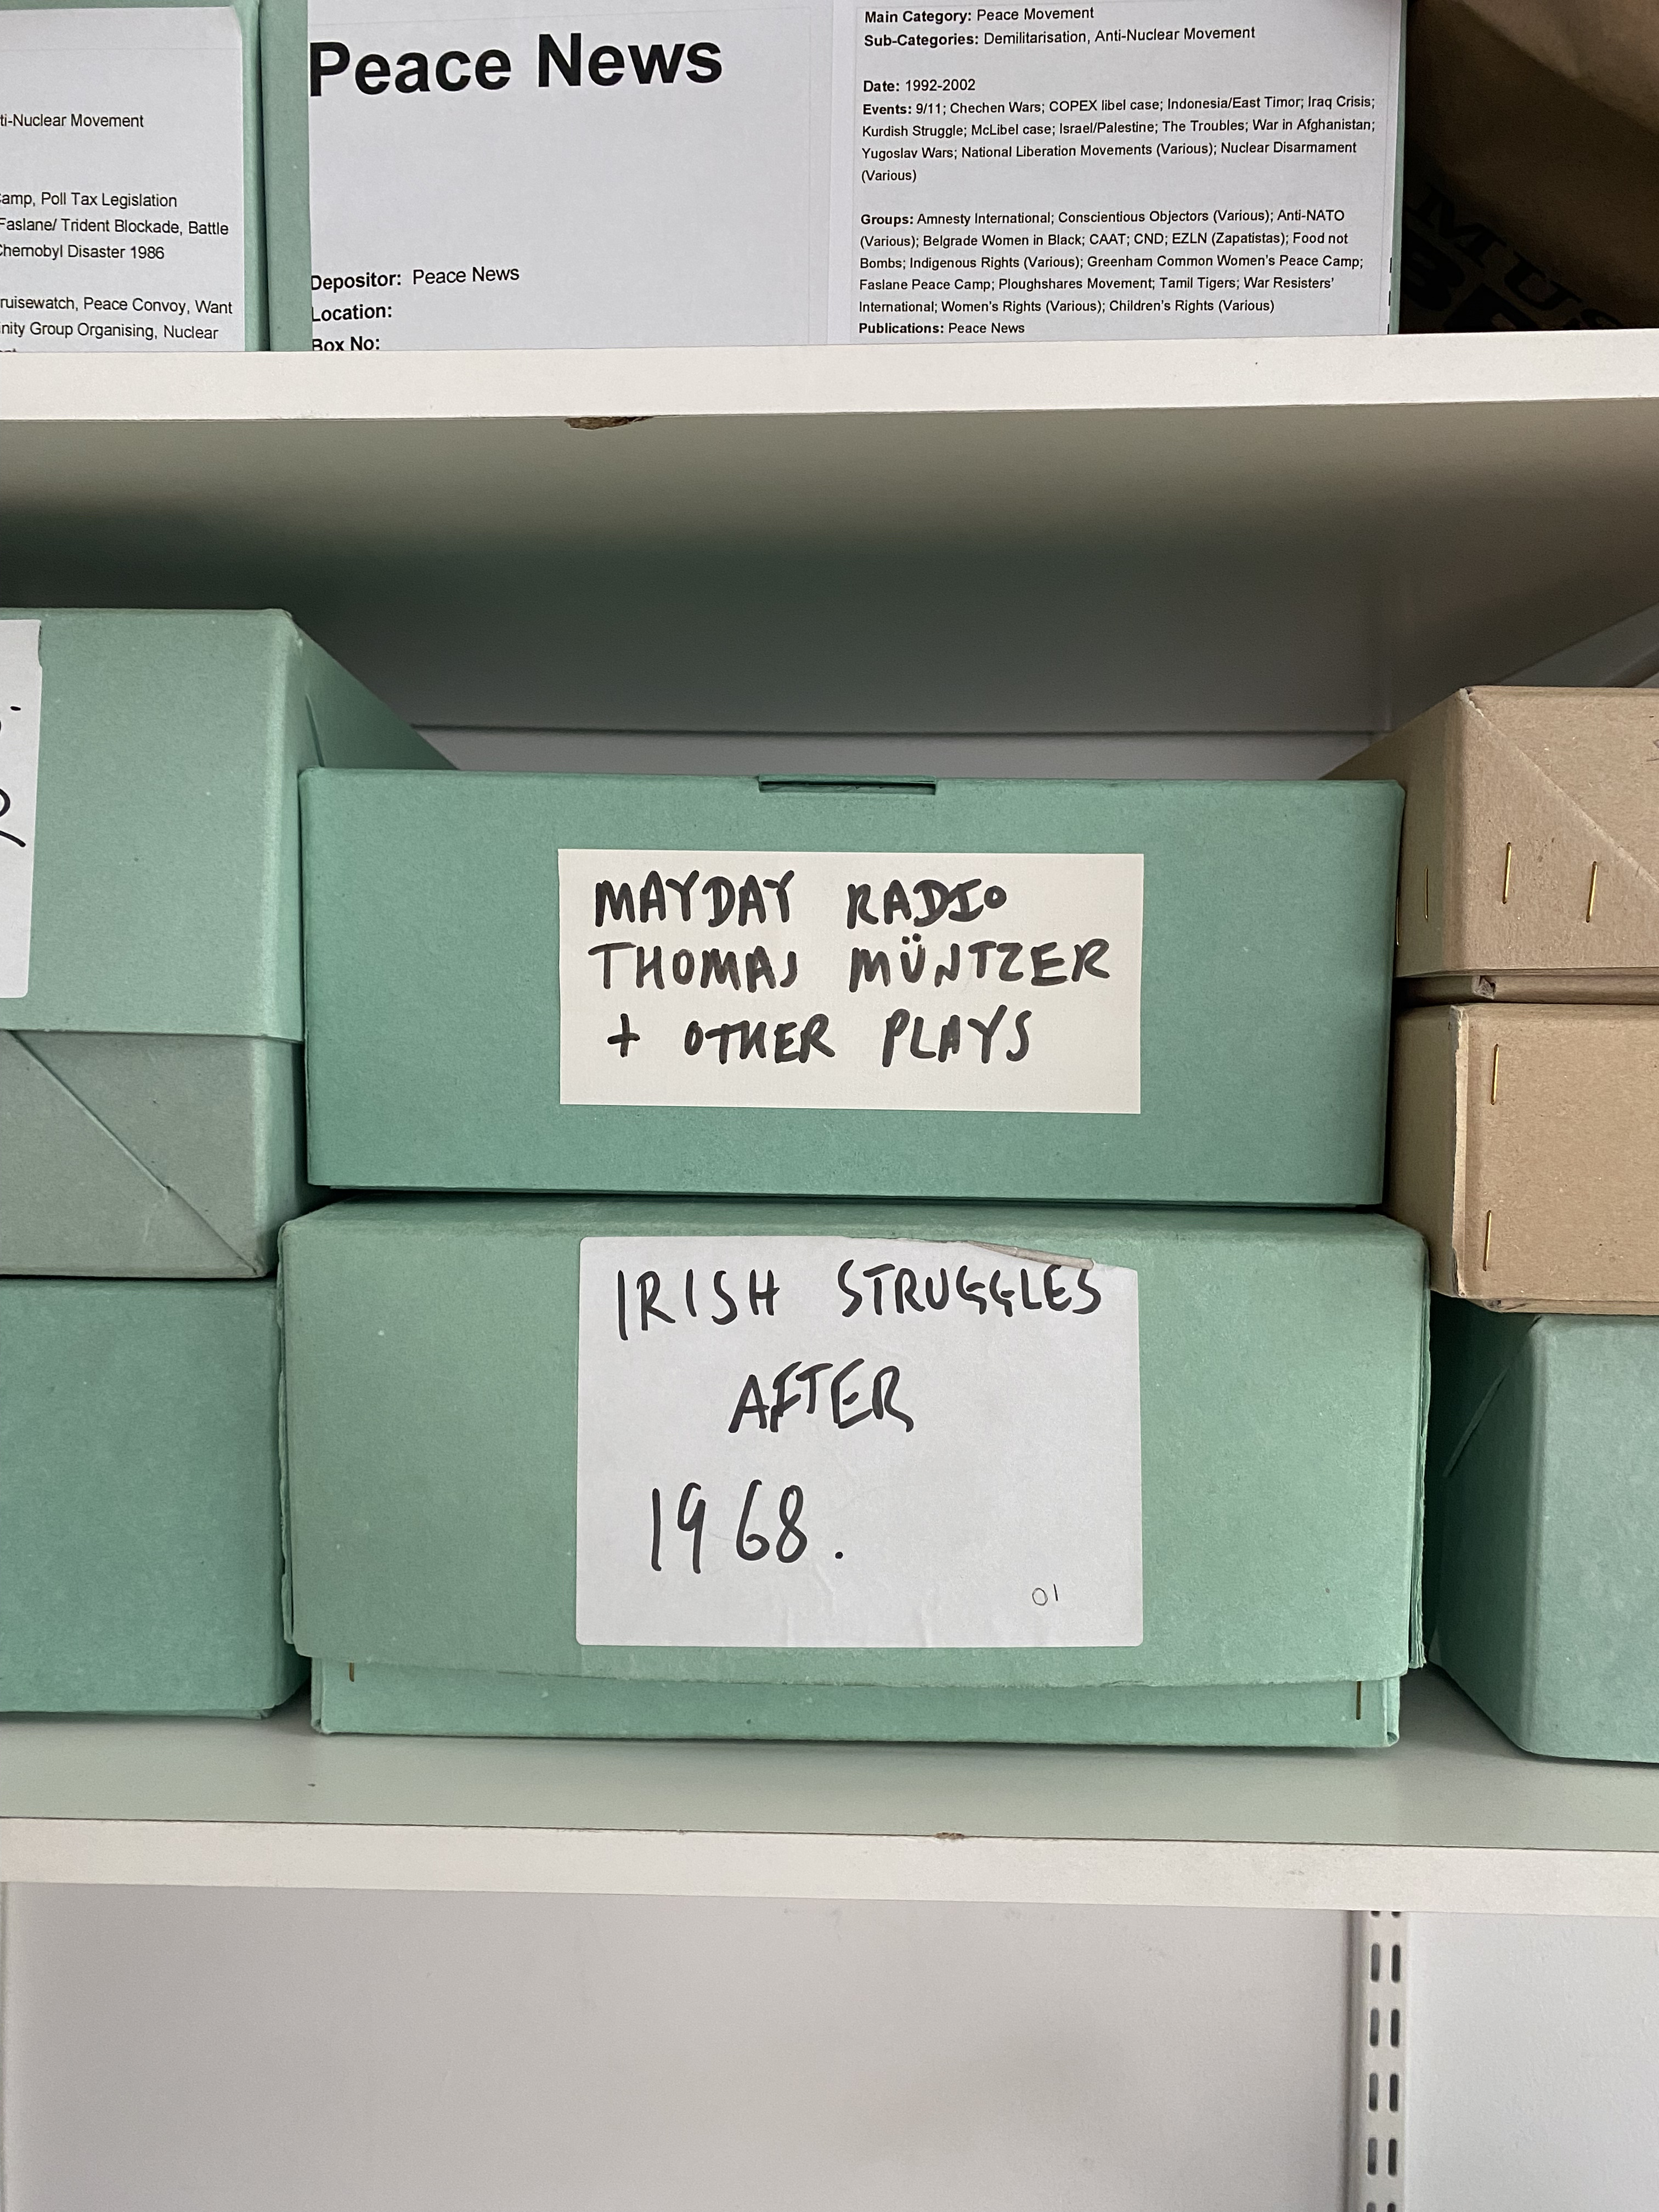 ti-Nuclear Movement
Camp, Poll Tax Legislation
Faslane/ Trident Blockade, Battle
Chernobyl Disaster 1986
ruisewatch, Peace Convoy, Want
nity Group Organising, Nuclear
Peace News
Depositor: Peace News
Location:
Box No:
Main Category: Peace Movement
Sub-Categories: Demilitarisation, Anti-Nuclear Movement
Date: 1992-2002
Events: 9/11; Chechen Wars; COPEX libel case; Indonesia/East Timor; Iraq Crisis;
Kurdish Struggle; McLibel case; Israel/Palestine; The Troubles; War in Afghanistan;
Yugoslav Wars; National Liberation Movements (Various); Nuclear Disarmament
(Various)
Groups: Amnesty International; Conscientious Objectors (Various); Anti-NATO
(Various); Belgrade Women in Black; CAAT; CND; EZLN (Zapatistas); Food not
Bombs; Indigenous Rights (Various); Greenham Common Women's Peace Camp;
Faslane Peace Camp; Ploughshares Movement; Tamil Tigers; War Resisters'
International; Women's Rights (Various); Children's Rights (Various)
Publications: Peace News
MAYDAY RADIO
THOMAS MÜNTZER
+ OTHER PLAYS
IRISH STRUGGLES
AFTER
1968.
01